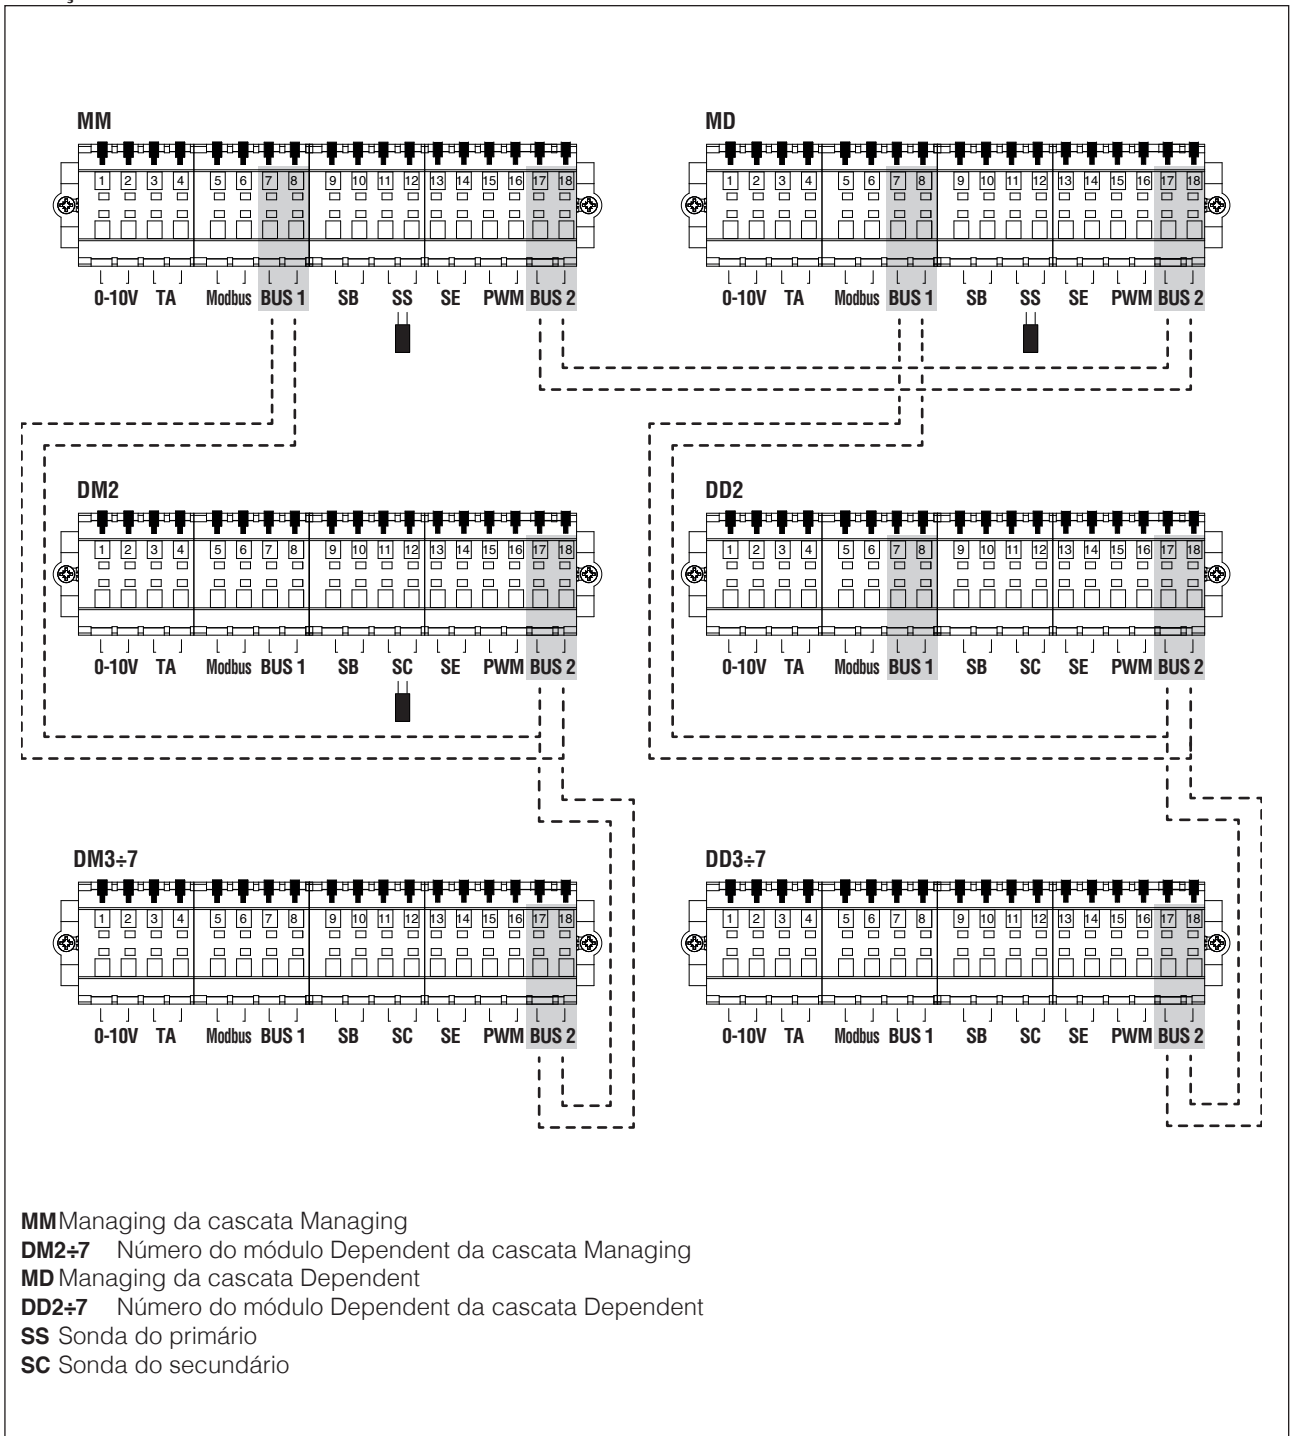 MM MD
1 2 3 4 5 6 7 8 9 10 11 12 13 14 15 16 17 18 1 2 3 4 5 6 7 8 9 10 11 12 13 14 15 16 17 18
0-10V TA Modbus BUS 1 SB SS SE PWM BUS 2 0-10V TA Modbus BUS 1 SB SS SE PWM BUS 2
DM2 DD2
1 2 3 4 5 6 7 8 9 10 11 12 13 14 15 16 17 18 1 2 3 4 5 6 7 8 9 10 11 12 13 14 15 16 17 18
0-10V TA Modbus BUS 1 SB SC SE PWM BUS 2 0-10V TA Modbus BUS 1 SB SC SE PWM BUS 2
DM3÷7 DD3÷7
1 2 3 4 5 6 7 8 9 10 11 12 13 14 15 16 17 18 1 2 3 4 5 6 7 8 9 10 11 12 13 14 15 16 17 18
0-10V TA Modbus BUS 1 SB SC SE PWM BUS 2 0-10V TA Modbus BUS 1 SB SC SE PWM BUS 2
MM Managing da cascata Managing
DM2÷7 Número do módulo Dependent da cascata Managing
MD Managing da cascata Dependent
DD2÷7 Número do módulo Dependent da cascata Dependent
SS Sonda do primário
SC Sonda do secundário